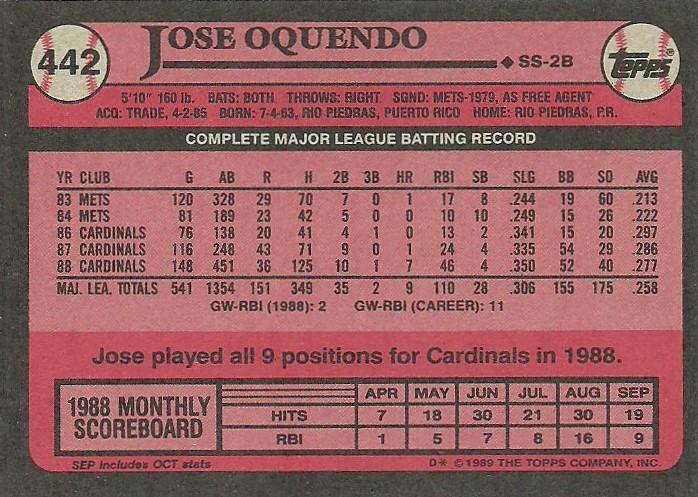 442
JOSE OQUENDO
◆ SS-2B
Topps®
5'10" 160 lb. BATS: BOTH THROWS: RIGHT SGND: METS-1979, AS FREE AGENT
ACQ: TRADE, 4-2-85 BORN: 7-4-63, RIO PIEDRAS, PUERTO RICO HOME: RIO PIEDRAS, P.R.
COMPLETE MAJOR LEAGUE BATTING RECORD
YR CLUB G AB R H 2B 3B HR RBI SB SLG BB SO AVG
83 METS 120 328 29 70 7 0 1 17 8 .244 19 60 .213
84 METS 81 189 23 42 5 0 0 10 10 .249 15 26 .222
86 CARDINALS 76 138 20 41 4 1 0 13 2 .341 15 20 .297
87 CARDINALS 116 248 43 71 9 0 1 24 4 .335 54 29 .286
88 CARDINALS 148 451 36 125 10 1 7 46 4 .350 52 40 .277
MAJ. LEA. TOTALS 541 1354 151 349 35 2 9 110 28 .306 155 175 .258
GW-RBI (1988): 2 GW-RBI (CAREER): 11
Jose played all 9 positions for Cardinals in 1988.
1988 MONTHLY
SCOREBOARD
APR MAY JUN JUL AUG SEP
HITS 7 18 30 21 30 19
RBI 1 5 7 8 16 9
SEP includes OCT stats
D* © 1989 THE TOPPS COMPANY, INC.